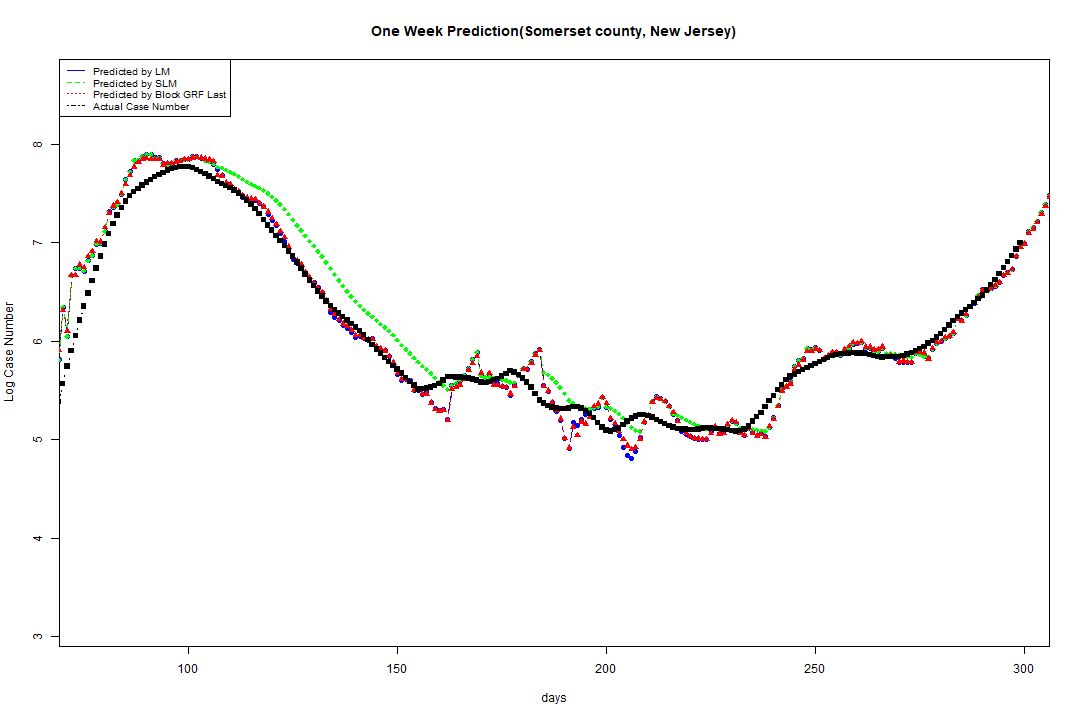 One Week Prediction(Somerset county, New Jersey)
Predicted by LM
Predicted by SLM
Predicted by Block GRF Last
Actual Case Number
Log Case Number
8
7
6
5
4
3
100 150 200 250 300
days